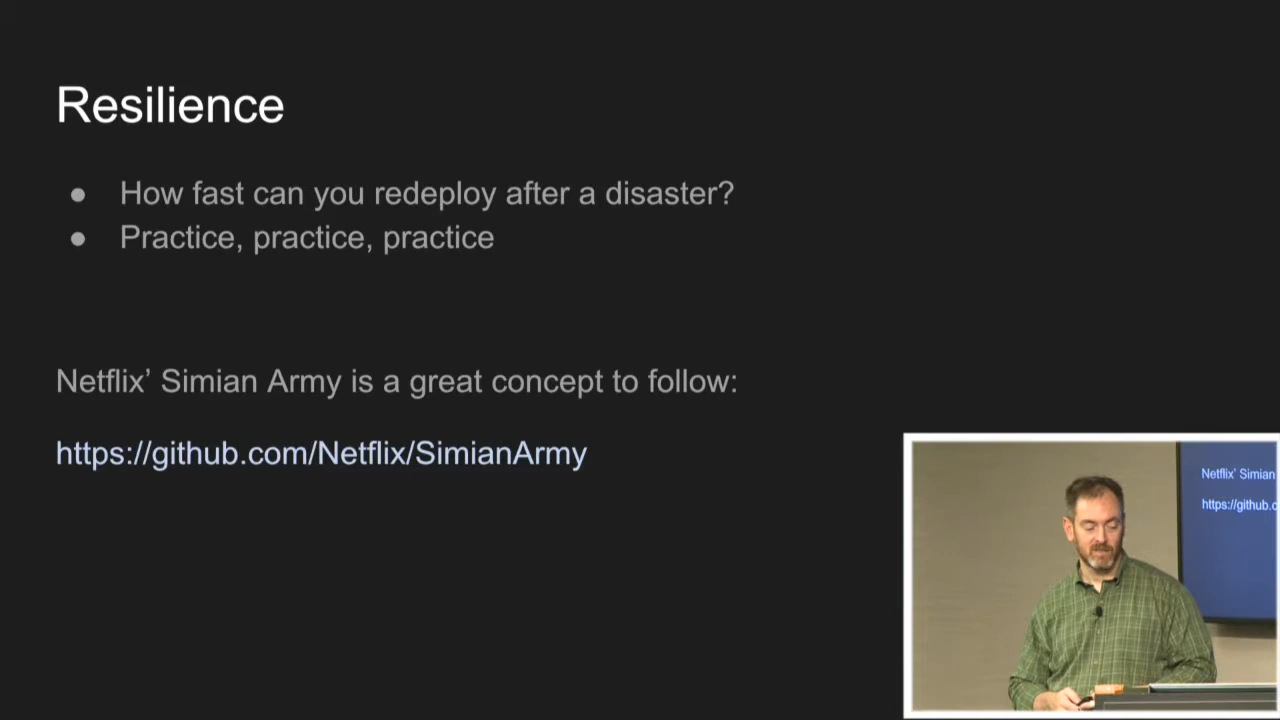 Resilience
● How fast can you redeploy after a disaster?
● Practice, practice, practice
Netflix’ Simian Army is a great concept to follow:
https://github.com/Netflix/SimianArmy
Netflix’ Simian
https://github.c